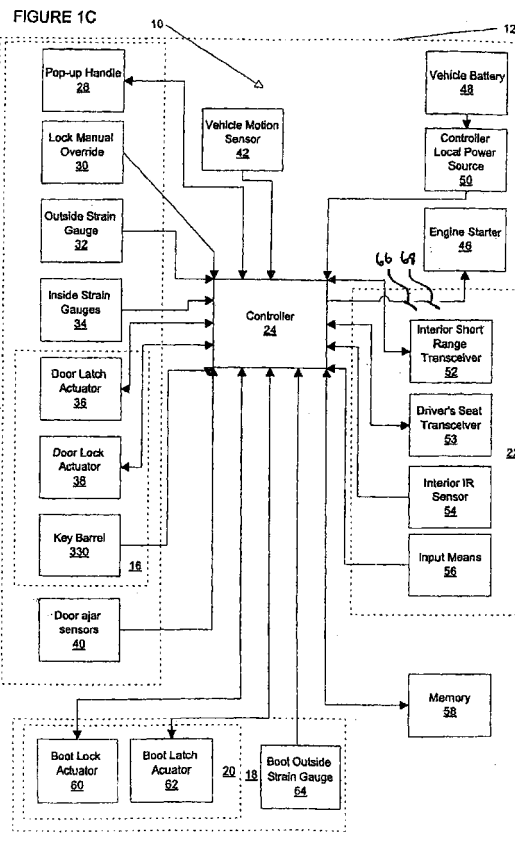 FIGURE 1C
10
12
Pop-up Handle
28
Vehicle Motion
Sensor
42
Vehicle Battery
48
Lock Manual
Override
30
Controller
Local Power
Source
50
Outside Strain
Gauge
32
Engine Starter
46
66 68
Inside Strain
Gauges
34
Controller
24
Interior Short
Range
Transceiver
52
Door Latch
Actuator
36
Driver's Seat
Transceiver
53
22
Door Lock
Actuator
38
Interior IR
Sensor
54
Key Barrel
330
16
Input Means
56
Door ajar
sensors
40
Memory
58
Boot Lock
Actuator
60
Boot Latch
Acuator
62
20
18
Boot Outside
Strain Gauge
64